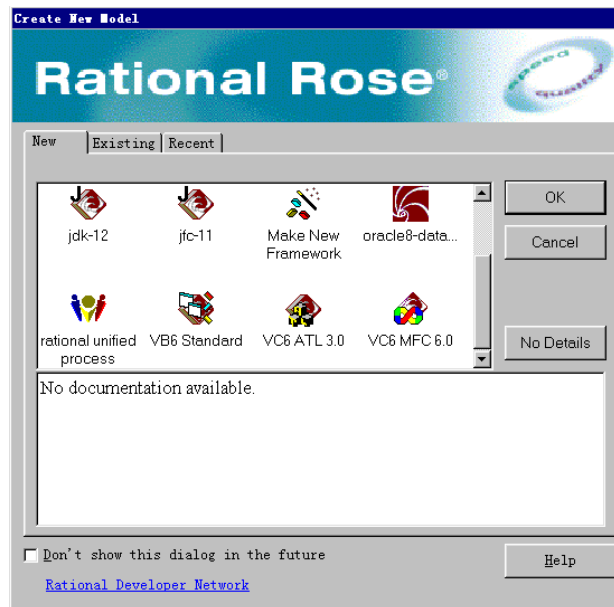 Create New Model
Rational Rose®
speed
quality
New Existing Recent
jdk-12 jfc-11 Make New Framework oracle8-data...
rational unified process VB6 Standard VC6 ATL 3.0 VC6 MFC 6.0
OK
Cancel
No Details
No documentation available.
Don't show this dialog in the future
Help
Rational Developer Network